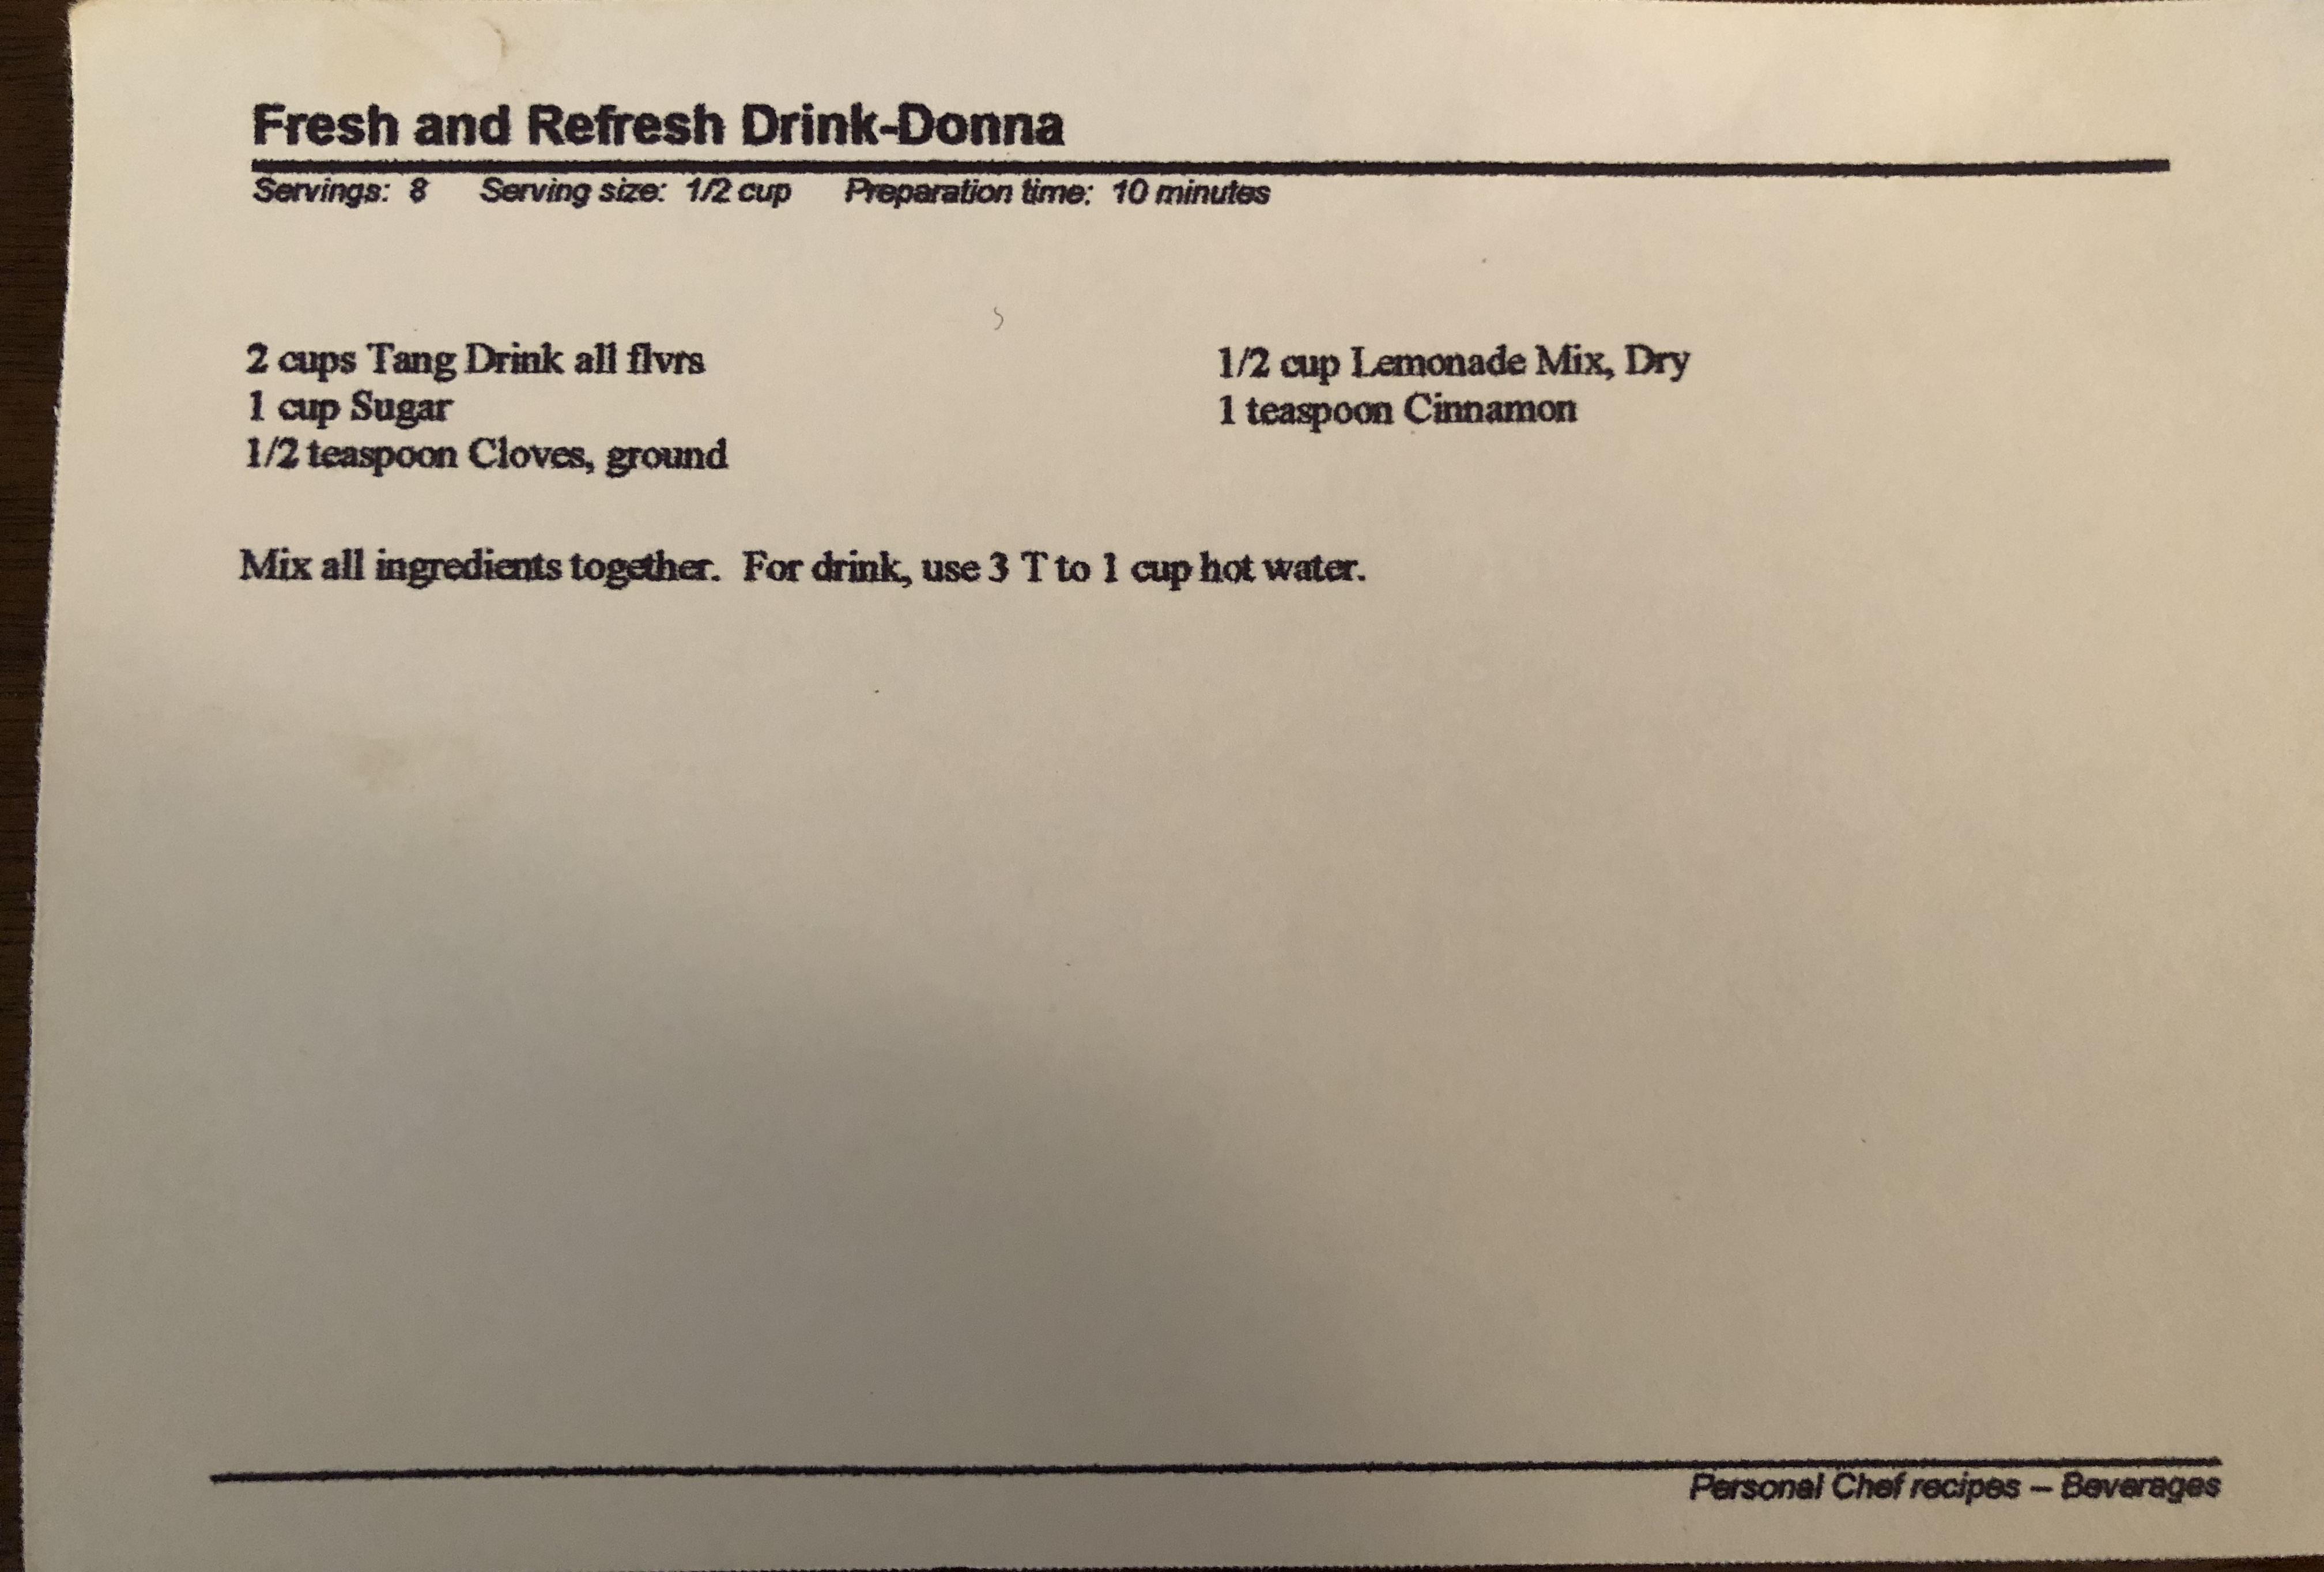 Fresh and Refresh Drink-Donna
Servings: 8 Serving size: 1/2 cup Preparation time: 10 minutes
2 cups Tang Drink all flvrs
1 cup Sugar
1/2 teaspoon Cloves, ground
1/2 cup Lemonade Mix, Dry
1 teaspoon Cinnamon
Mix all ingredients together. For drink, use 3 T to 1 cup hot water.
Personal Chef recipes – Beverages